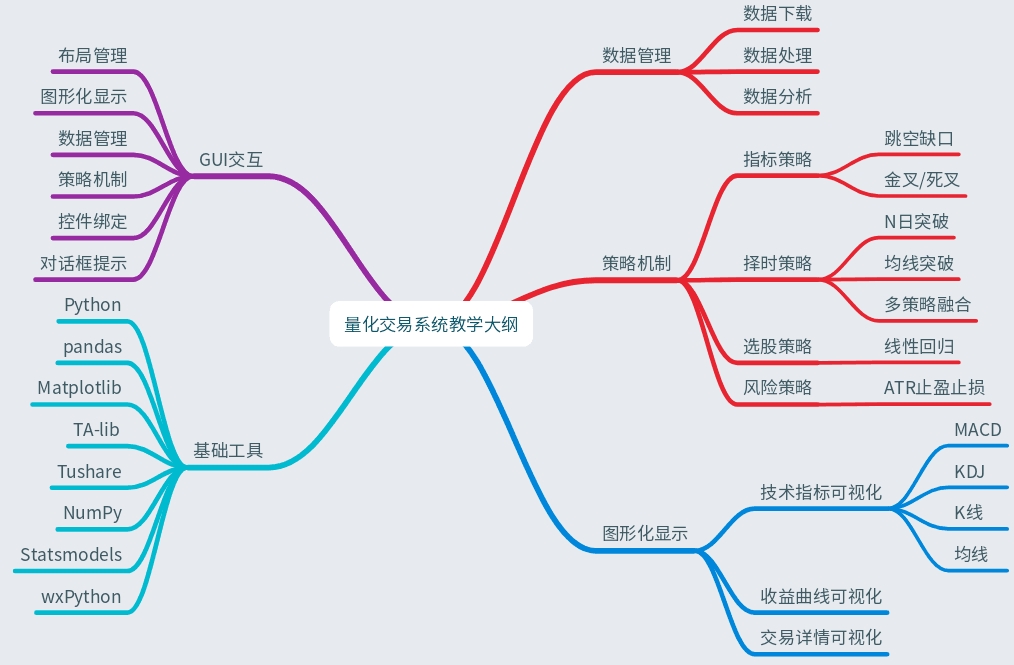 量化交易系统教学大纲
数据管理
数据下载
数据处理
数据分析
策略机制
指标策略
跳空缺口
金叉/死叉
择时策略
N日突破
均线突破
多策略融合
选股策略
线性回归
风险策略
ATR止盈止损
图形化显示
技术指标可视化
MACD
KDJ
K线
均线
收益曲线可视化
交易详情可视化
GUI交互
布局管理
图形化显示
数据管理
策略机制
控件绑定
对话框提示
基础工具
Python
pandas
Matplotlib
TA-lib
Tushare
NumPy
Statsmodels
wxPython